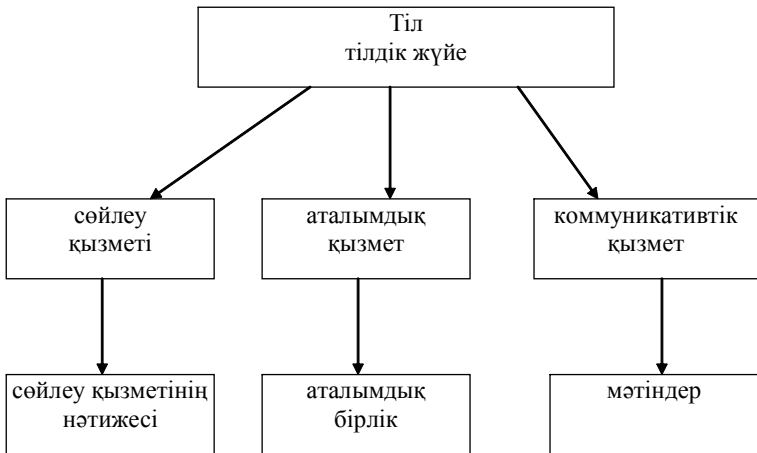 Тіл
тілдік жүйе
сөйлеу
қызметі
аталымдық
қызмет
коммуникативтік
қызмет
сөйлеу қызметінің
нәтижесі
аталымдық
бірлік
мәтіндер